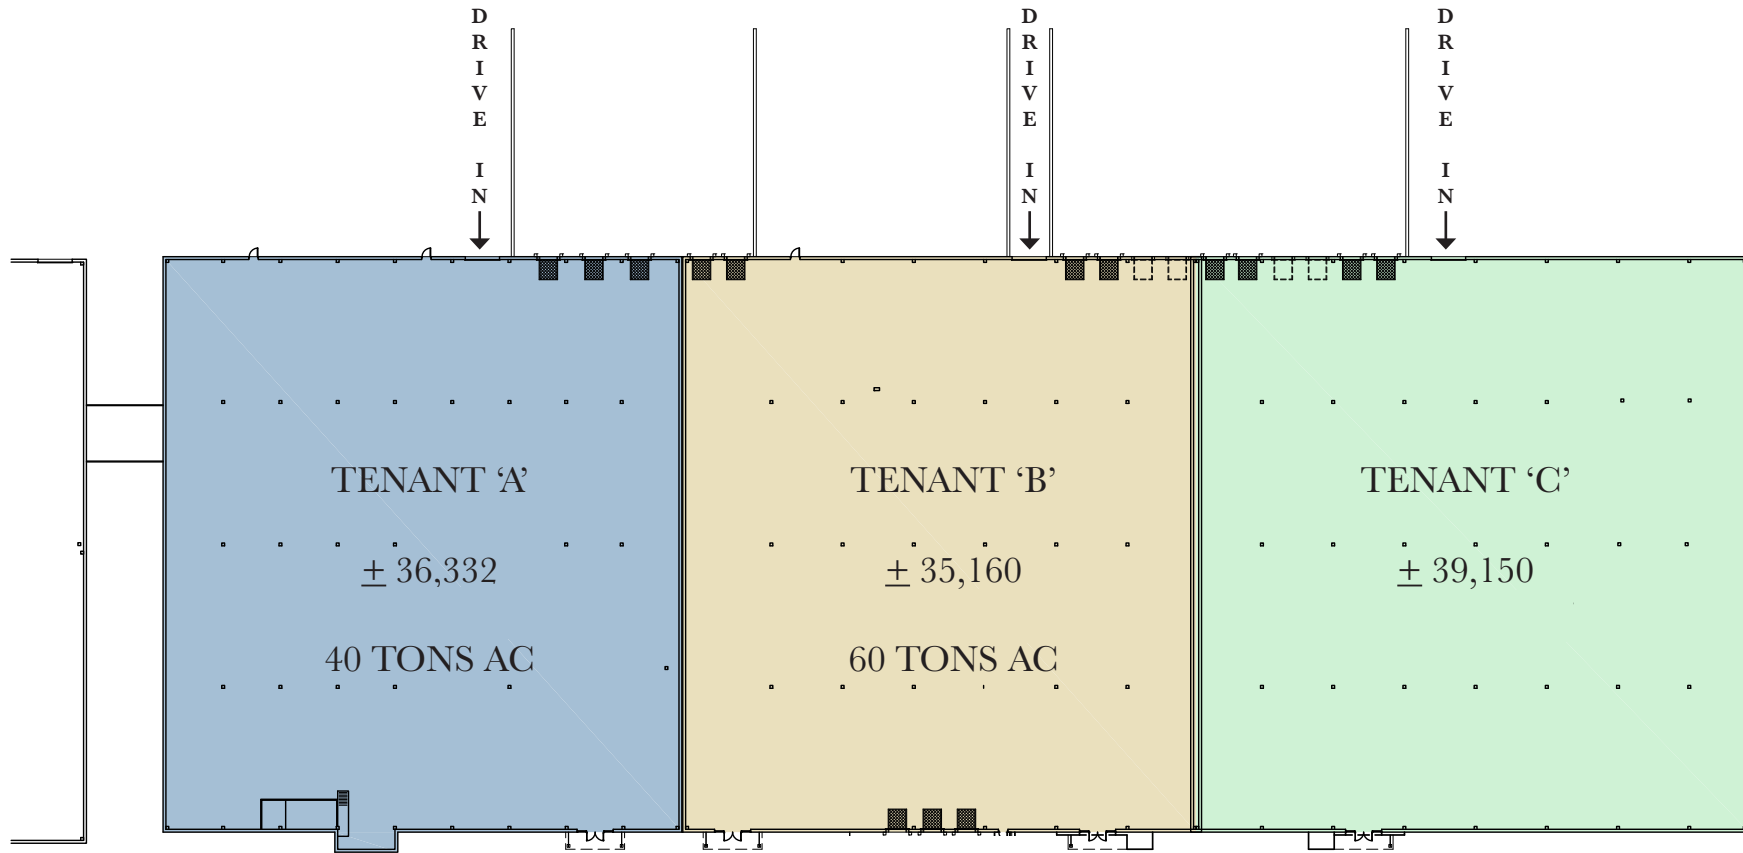 DRIVE IN
DRIVE IN
DRIVE IN
TENANT ‘A’
± 36,332
40 TONS AC
TENANT ‘B’
± 35,160
60 TONS AC
TENANT ‘C’
± 39,150